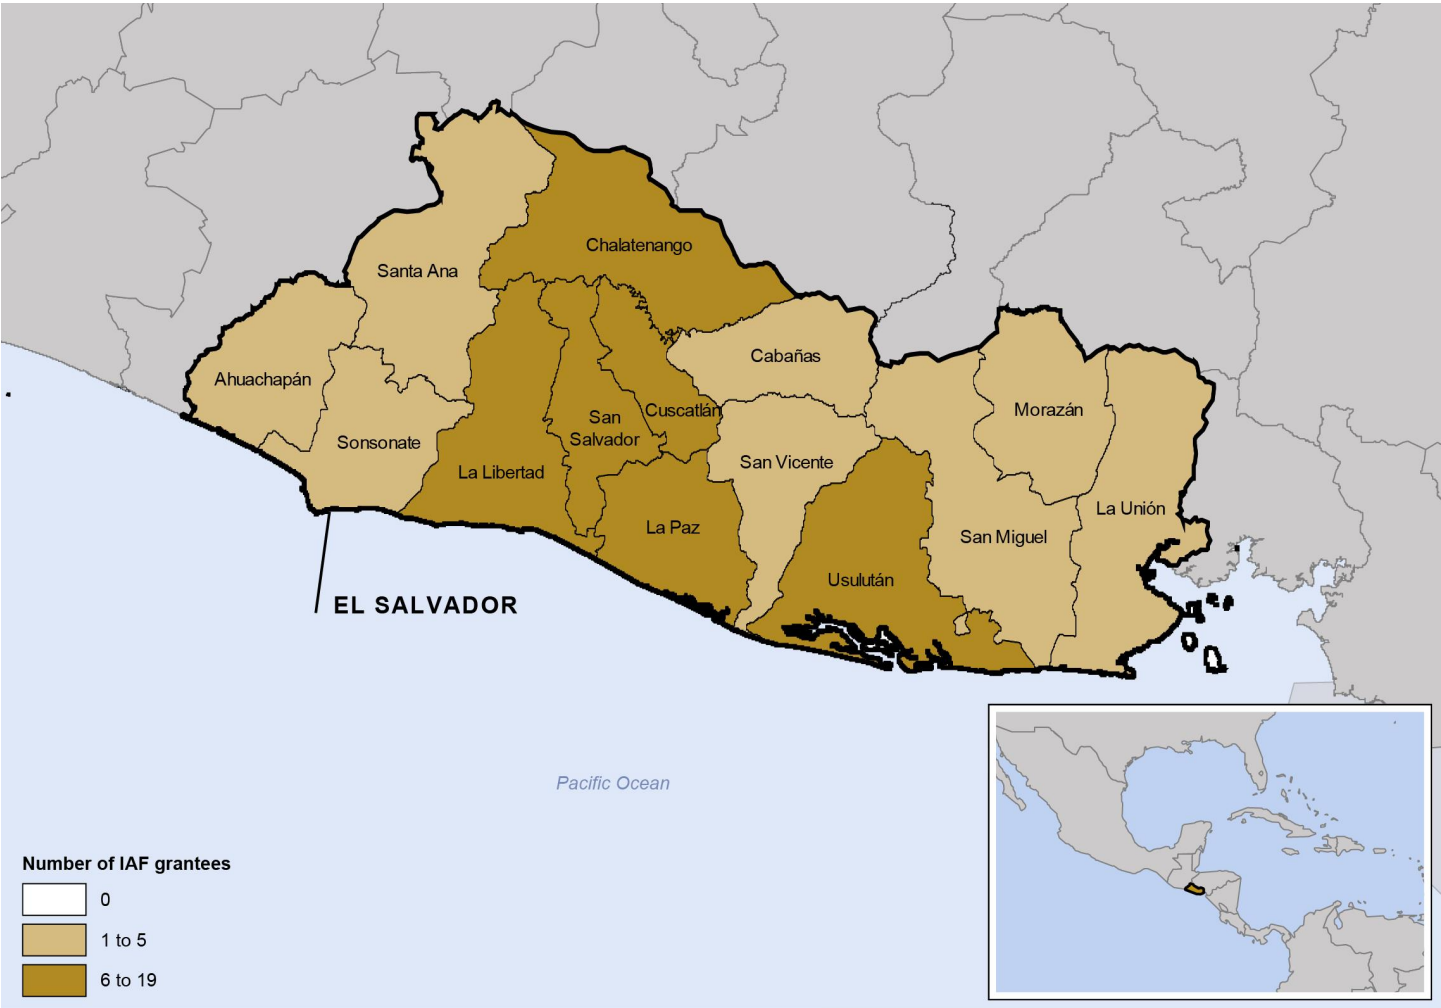 Chalatenango
Santa Ana
Cabañas
Ahuachapán
Morazán
Cuscatlán
San
Salvador
Sonsonate
San Vicente
La Libertad
La Unión
La Paz
San Miguel
Usulután
EL SALVADOR
Pacific Ocean
Number of IAF grantees
0
1 to 5
6 to 19